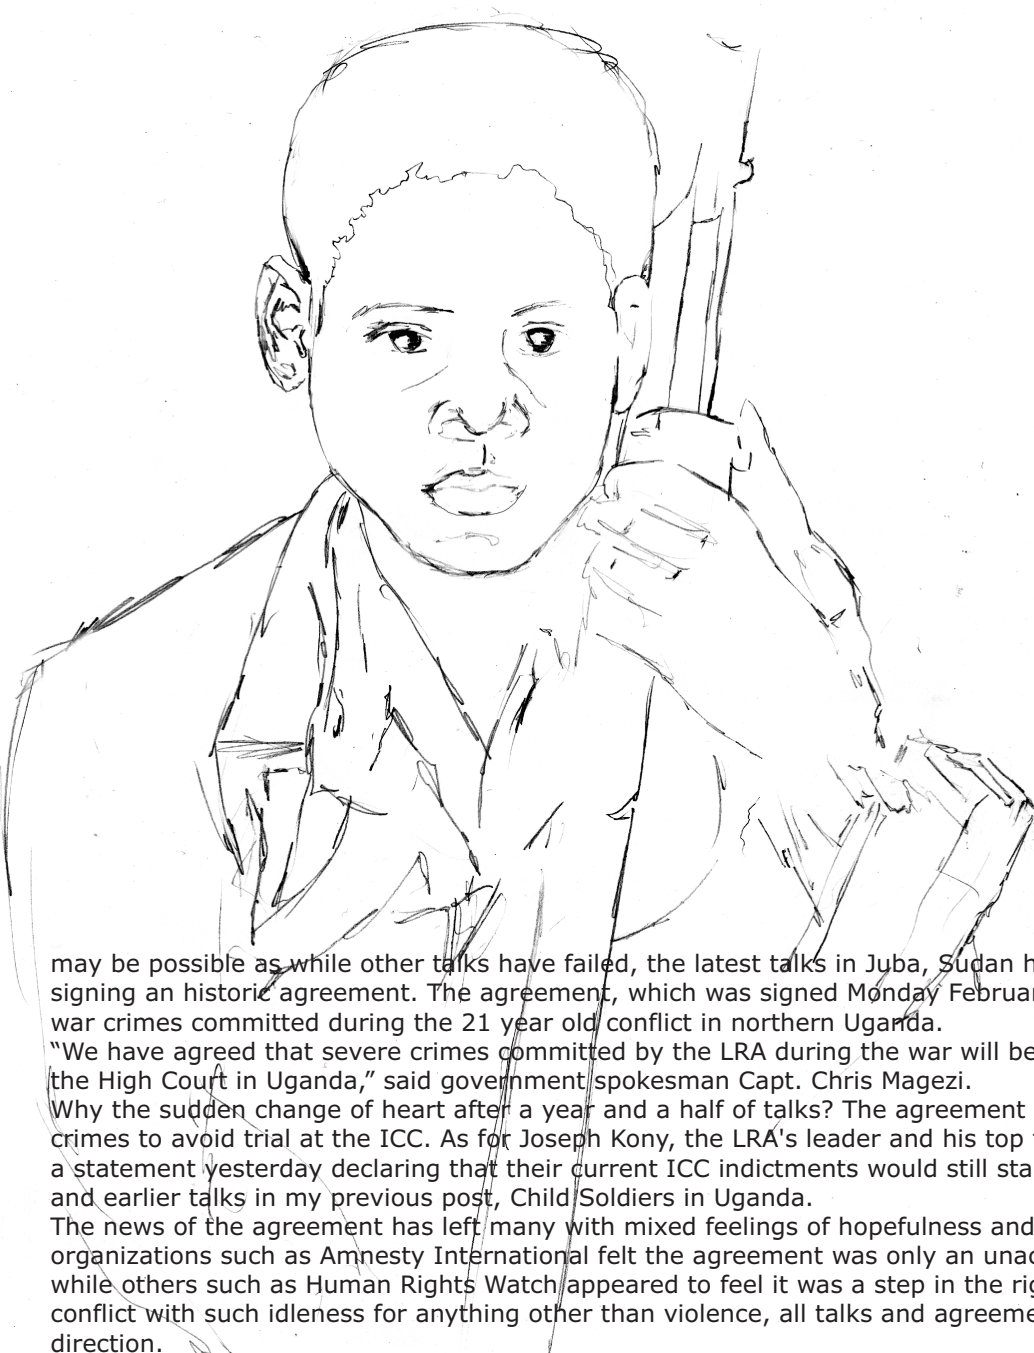 may be possible as while other talks have failed, the latest talks in Juba, Sudan
signing an historic agreement. The agreement, which was signed Monday
war crimes committed during the 21 year old conflict in northern Uganda.
“We have agreed that severe crimes committed by the LRA during the war will be
the High Court in Uganda,” said government spokesman Capt. Chris Magezi.
Why the sudden change of heart after a year and a half of talks? The agreement
crimes to avoid trial at the ICC. As for Joseph Kony, the LRA's leader and his top
a statement yesterday declaring that their current ICC indictments would still
and earlier talks in my previous post, Child Soldiers in Uganda.
The news of the agreement has left many with mixed feelings of hopefulness and
organizations such as Amnesty International felt the agreement was only an
while others such as Human Rights Watch appeared to feel it was a step in the
conflict with such idleness for anything other than violence, all talks and
direction.